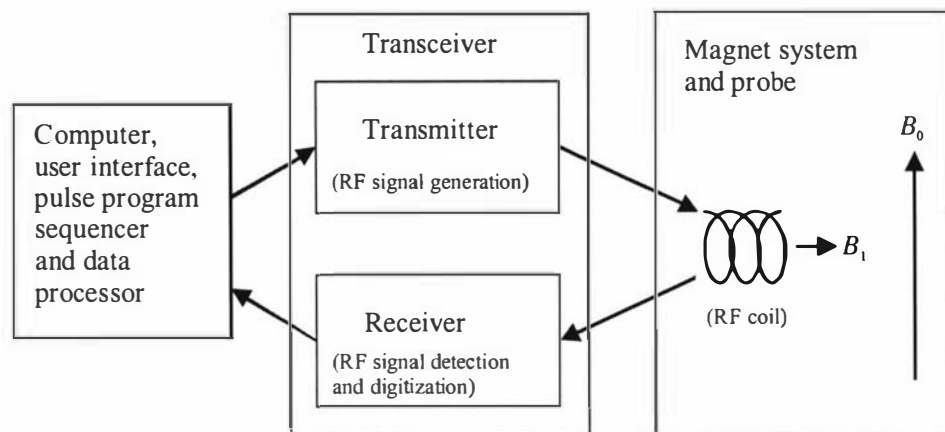 Computer,
user interface,
pulse program
sequencer
and data
processor
Transceiver
Transmitter
(RF signal generation)
Receiver
(RF signal detection
and digitization)
Magnet system
and probe
B₀
B₁
(RF coil)